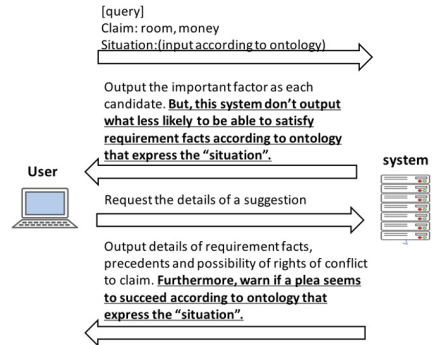 [query]
Claim: room, money
Situation:(input according to ontology)
Output the important factor as each
candidate. But, this system don't output
what less likely to be able to satisfy
requirement facts according to ontology
that express the "situation".
User
system
Request the details of a suggestion
Output details of requirement facts,
precedents and possibility of rights of conflict
to claim. Furthermore, warn if a plea seems
to succeed according to ontology that
express the "situation".